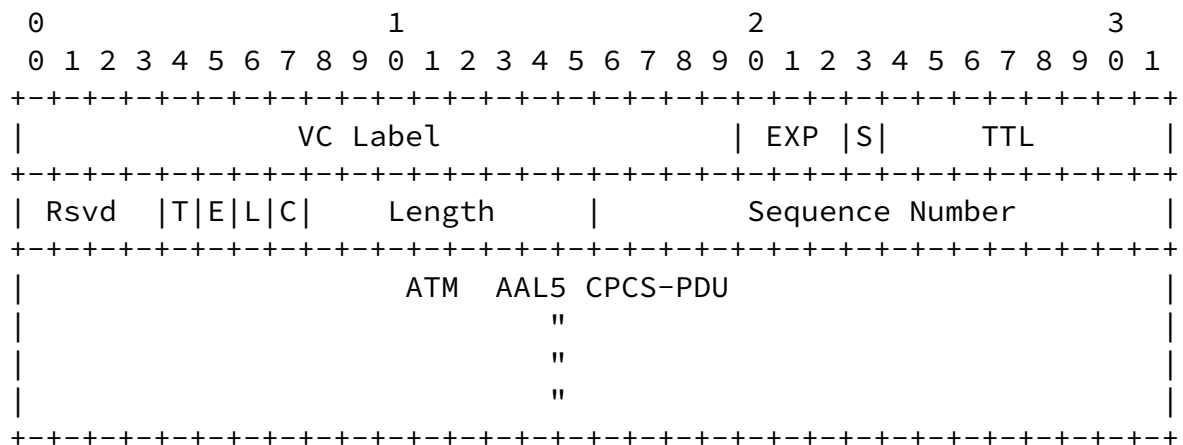 0                   1                   2                   3
0 1 2 3 4 5 6 7 8 9 0 1 2 3 4 5 6 7 8 9 0 1 2 3 4 5 6 7 8 9 0 1
+-+-+-+-+-+-+-+-+-+-+-+-+-+-+-+-+-+-+-+-+-+-+-+-+-+-+-+-+-+-+-+-+
|               VC Label                | EXP |S|     TTL       |
+-+-+-+-+-+-+-+-+-+-+-+-+-+-+-+-+-+-+-+-+-+-+-+-+-+-+-+-+-+-+-+-+
| Rsvd  |T|E|L|C|    Length     |        Sequence Number        |
+-+-+-+-+-+-+-+-+-+-+-+-+-+-+-+-+-+-+-+-+-+-+-+-+-+-+-+-+-+-+-+-+
|                     ATM  AAL5 CPCS-PDU                        |
|                             "                                 |
|                             "                                 |
|                             "                                 |
+-+-+-+-+-+-+-+-+-+-+-+-+-+-+-+-+-+-+-+-+-+-+-+-+-+-+-+-+-+-+-+-+